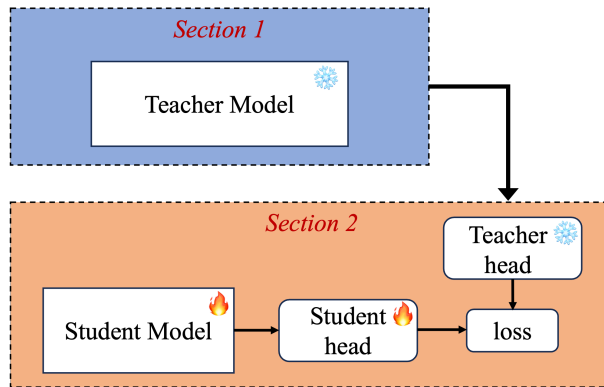 Section 1
Teacher Model
Section 2
Teacher
head
Student Model
Student
head
loss